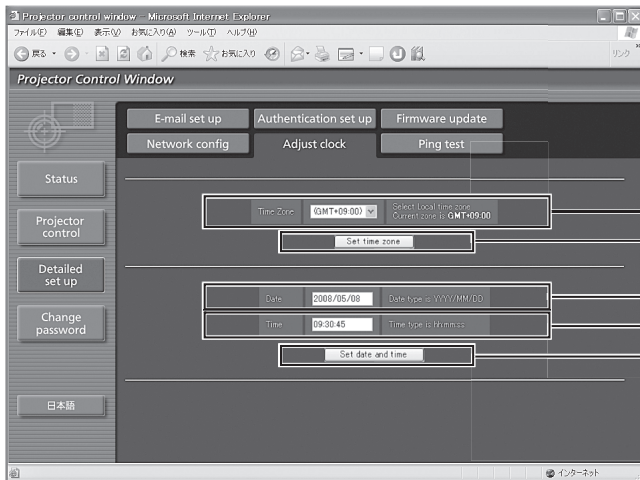 Projector control window - Microsoft Internet Explorer
ファイル(F) 編集(E) 表示(V) お気に入り(A) ツール(T) ヘルプ(H)
戻る 検索 お気に入り リンク
Projector Control Window
E-mail set up Authentication set up Firmware update
Network config Adjust clock Ping test
Status
Time Zone (GMT+09:00) Select Local time zone
Current zone is GMT+09:00
Projector
control
Set time zone
Detailed
set up
Date 2008/05/08 Date type is YYYY/MM/DD
Change
password
Time 09:30:45 Time type is hh:mm:ss
Set date and time
日本語
インターネット